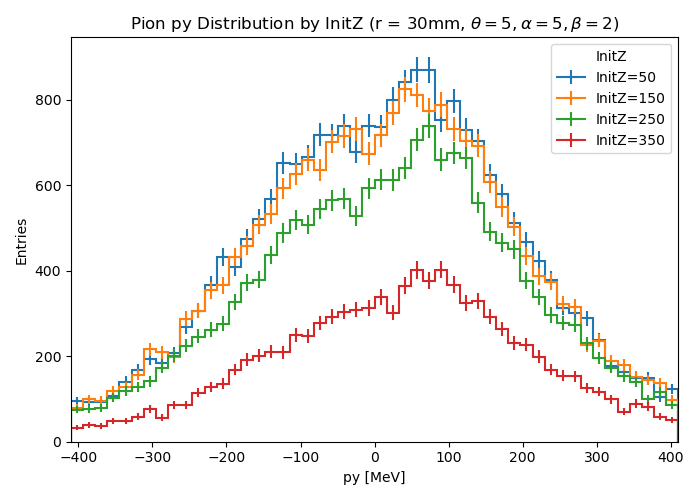 Pion py Distribution by InitZ (r = 30mm, θ = 5, α = 5, β = 2)
InitZ
InitZ=50
InitZ=150
InitZ=250
InitZ=350
Entries
800
600
400
200
0
−400 −300 −200 −100 0 100 200 300 400
py [MeV]